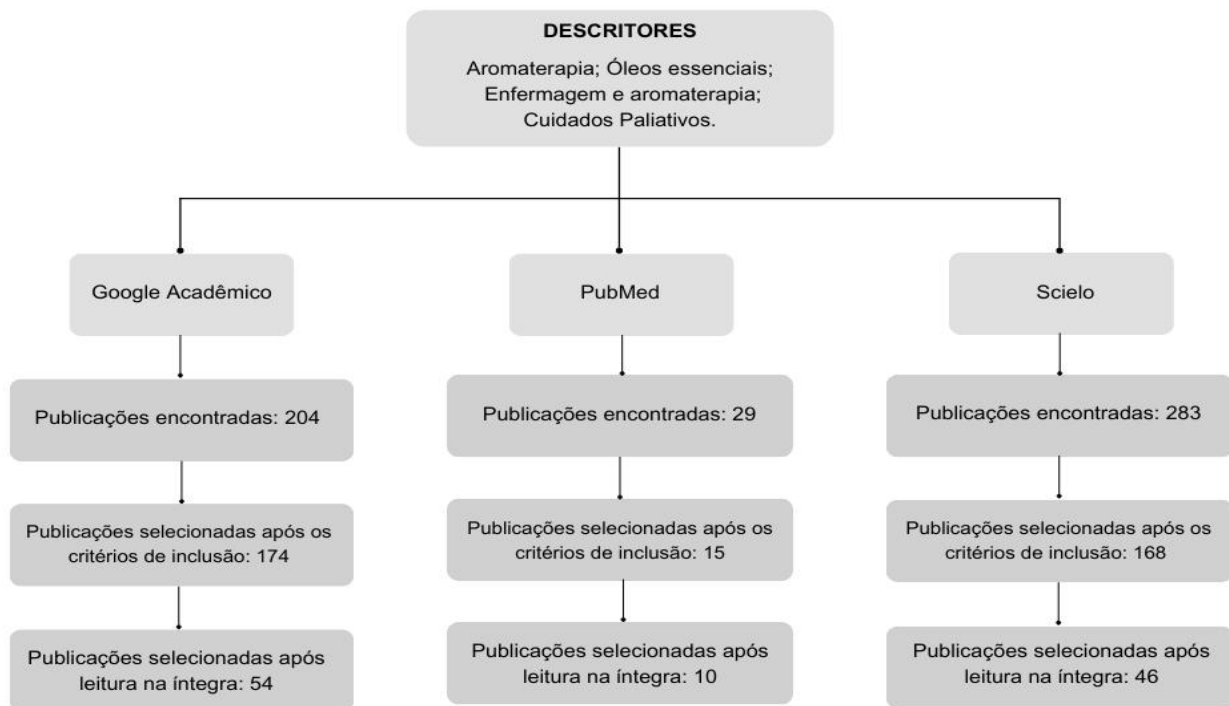 DESCRITORES
Aromaterapia; Óleos essenciais;
Enfermagem e aromaterapia;
Cuidados Paliativos.
Google Acadêmico
PubMed
Scielo
Publicações encontradas: 204
Publicações encontradas: 29
Publicações encontradas: 283
Publicações selecionadas após os
critérios de inclusão: 174
Publicações selecionadas após os
critérios de inclusão: 15
Publicações selecionadas após os
critérios de inclusão: 168
Publicações selecionadas após
leitura na íntegra: 54
Publicações selecionadas após
leitura na íntegra: 10
Publicações selecionadas após
leitura na íntegra: 46